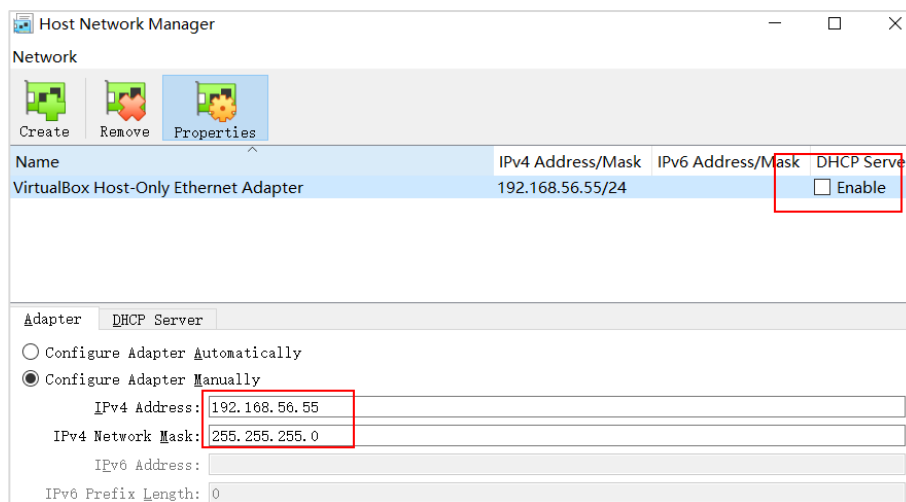 Host Network Manager
Network
Create Remove Properties
Name IPv4 Address/Mask IPv6 Address/Mask DHCP Serve
VirtualBox Host-Only Ethernet Adapter 192.168.56.55/24 Enable
Adapter DHCP Server
Configure Adapter Automatically
Configure Adapter Manually
IPv4 Address: 192.168.56.55
IPv4 Network Mask: 255.255.255.0
IPv6 Address:
IPv6 Prefix Length: 0